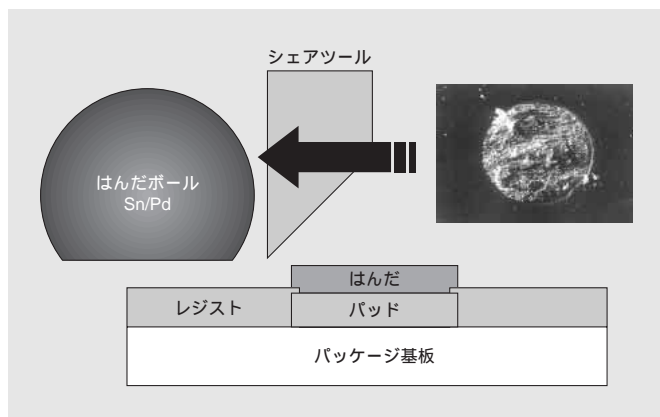 シェアツール
はんだボール
Sn/Pd
はんだ
レジスト
パッド
パッケージ基板